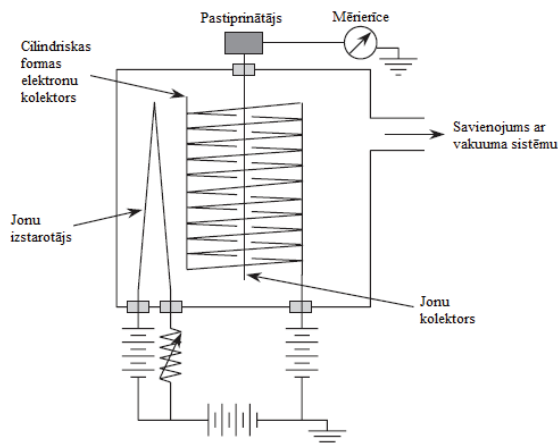 Pastiprinātājs
Mērierīce
Cilindriskas
formas
elektronu
kolektors
Savienojums ar
vakuuma sistēmu
Jonu
izstarotājs
Jonu
kolektors